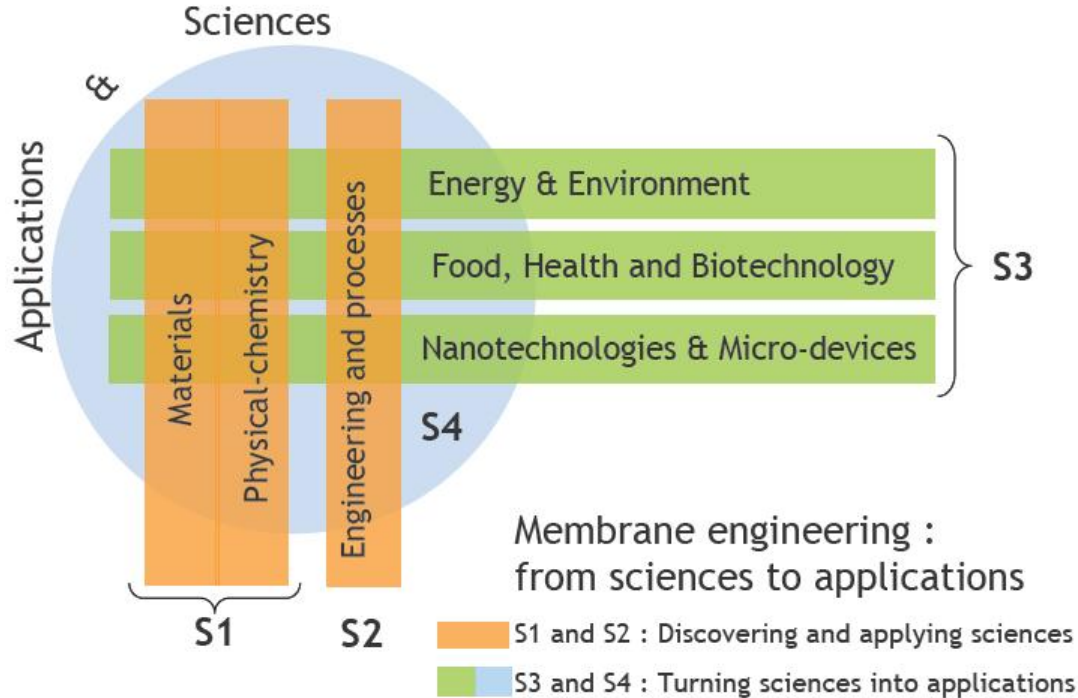 Sciences
&
Applications
Energy & Environment
Food, Health and Biotechnology
Nanotechnologies & Micro-devices
S3
Materials
Physical-chemistry
Engineering and processes
S4
S1
S2
Membrane engineering :
from sciences to applications
S1 and S2 : Discovering and applying sciences
S3 and S4 : Turning sciences into applications